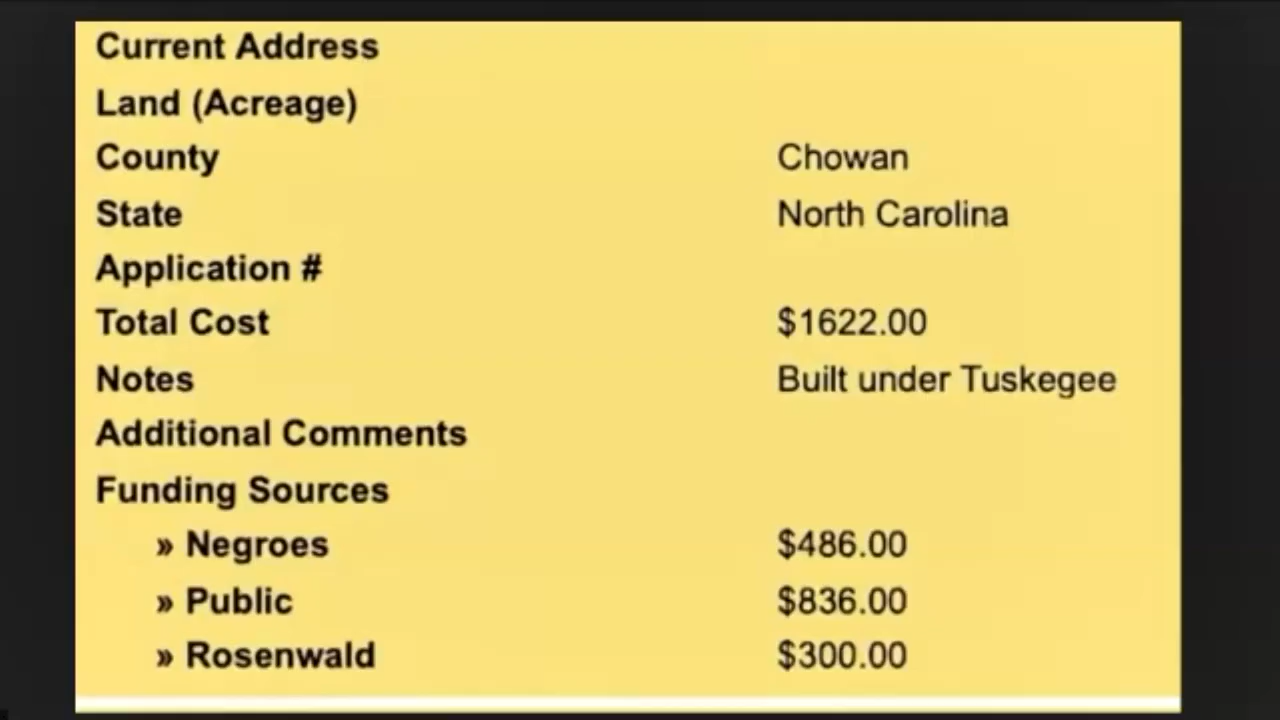 Current Address
Land (Acreage)
County Chowan
State North Carolina
Application #
Total Cost $1622.00
Notes Built under Tuskegee
Additional Comments
Funding Sources
» Negroes $486.00
» Public $836.00
» Rosenwald $300.00